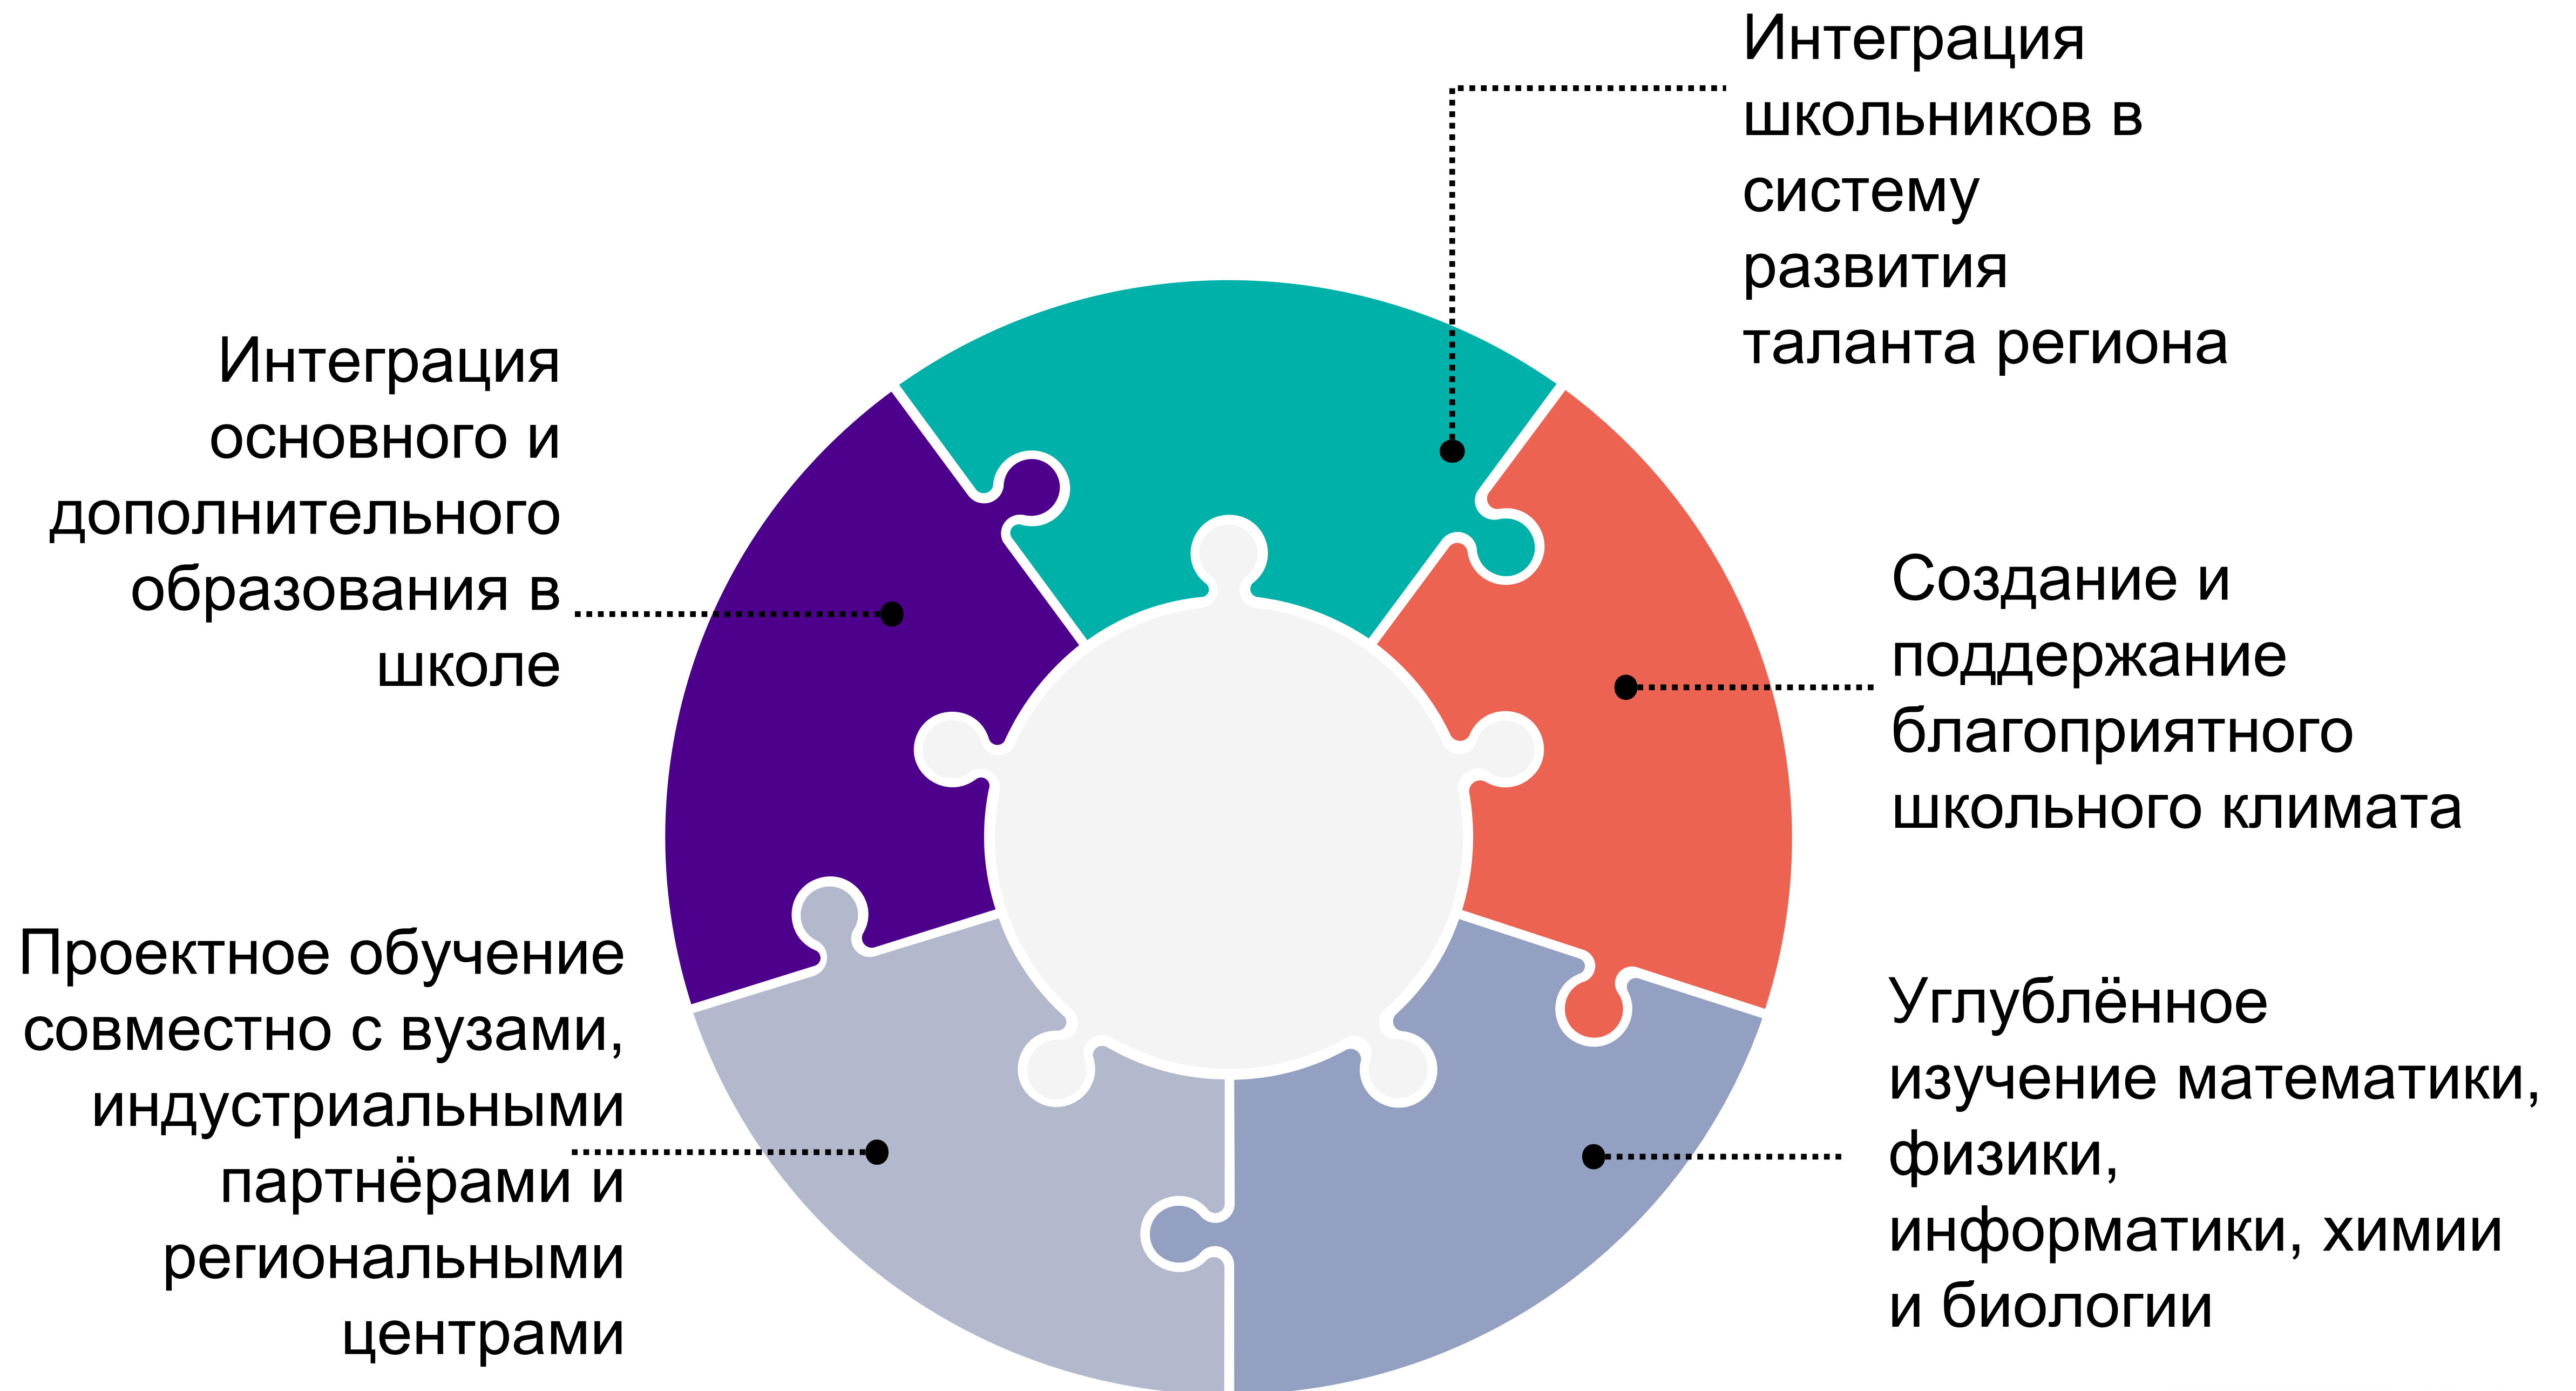 Интеграция
школьников в
систему
развития
таланта региона
Интеграция
основного и
дополнительного
образования в
школе
Создание и
поддержание
благоприятного
школьного климата
Проектное обучение
совместно с вузами,
индустриальными
партнёрами и
региональными
центрами
Углублённое
изучение математики,
физики,
информатики, химии
и биологии